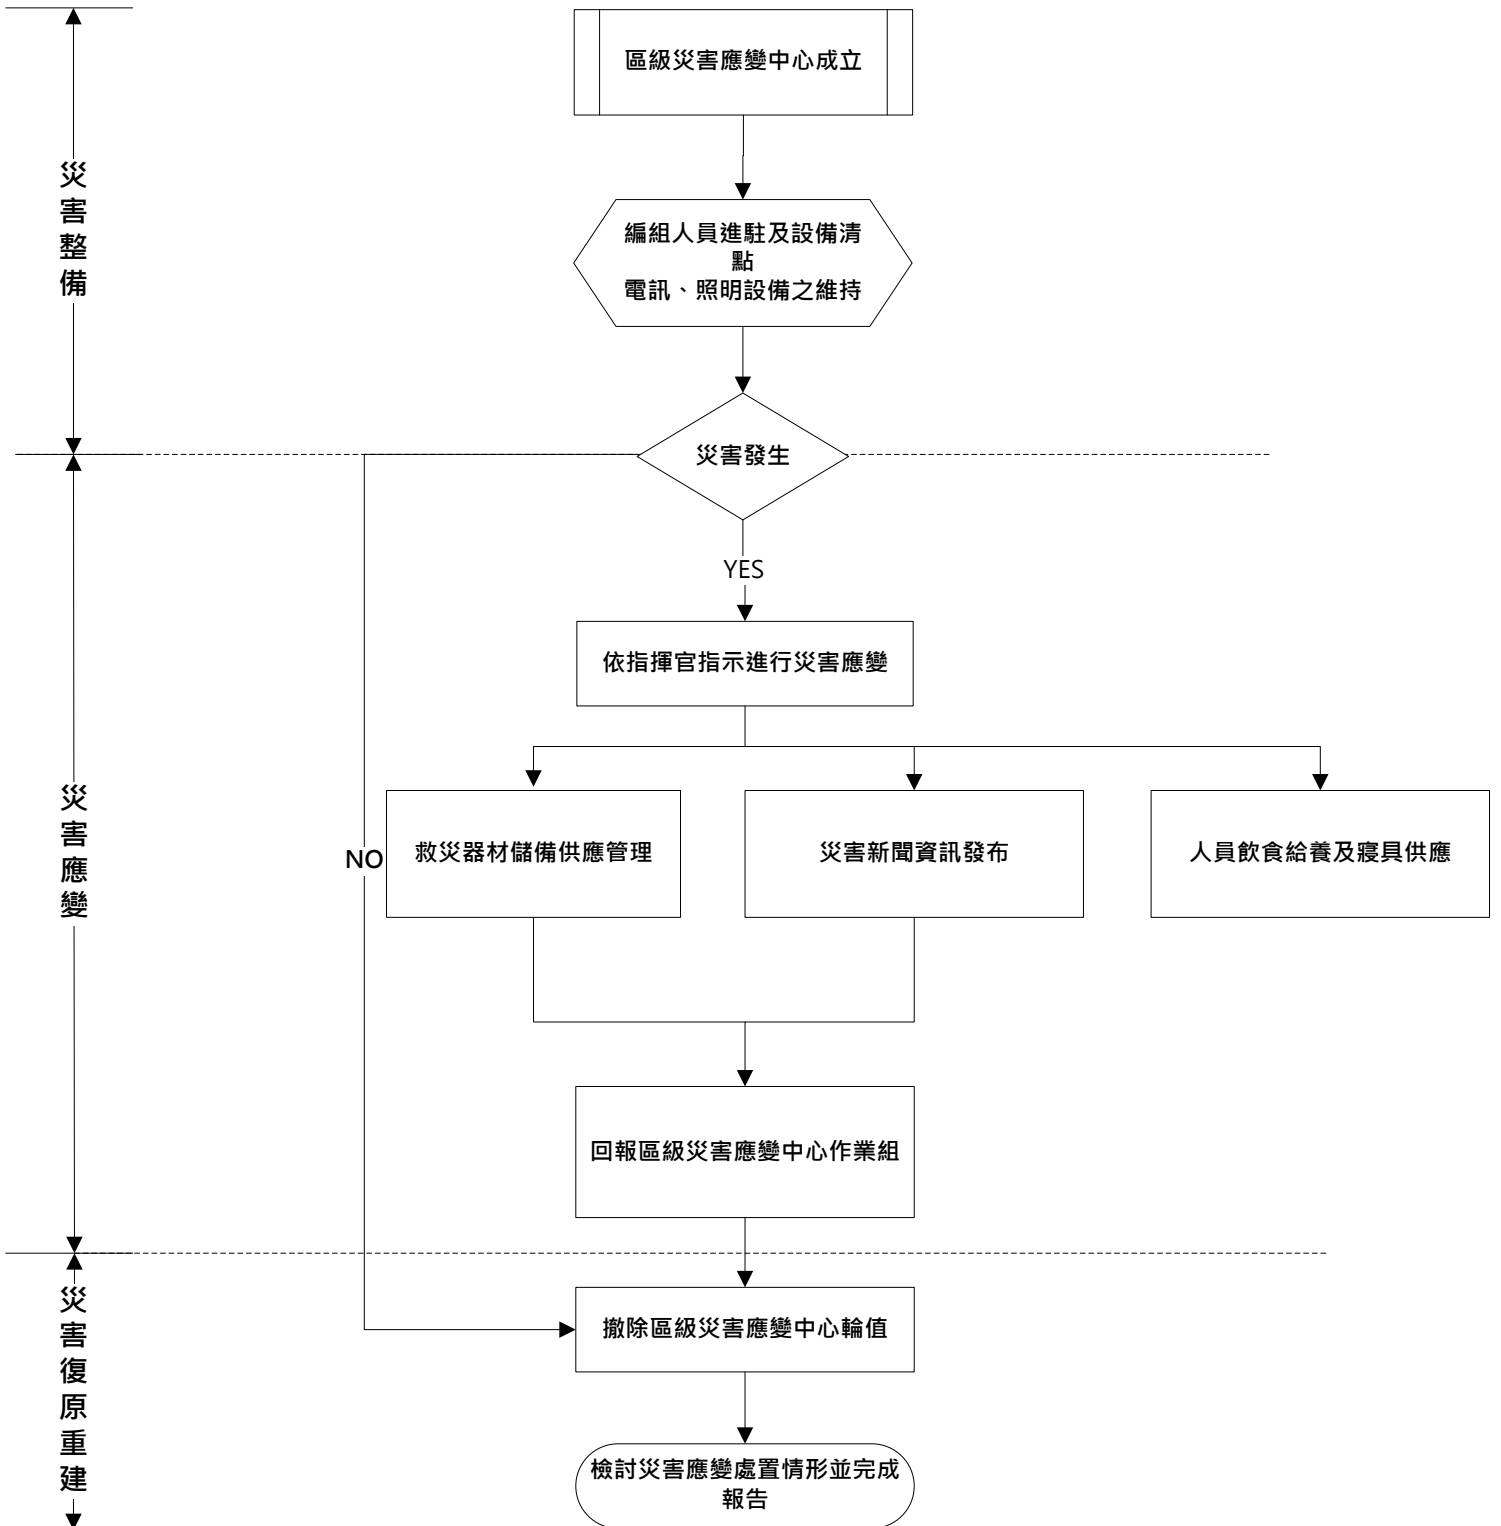 區級災害應變中心成立
災害整備
編組人員進駐及設備清
點
電訊、照明設備之維持
災害發生
YES
依指揮官指示進行災害應變
災害應變
NO
救災器材儲備供應管理
災害新聞資訊發布
人員飲食給養及寢具供應
回報區級災害應變中心作業組
災害復原重建
撤除區級災害應變中心輪值
檢討災害應變處置情形並完成
報告